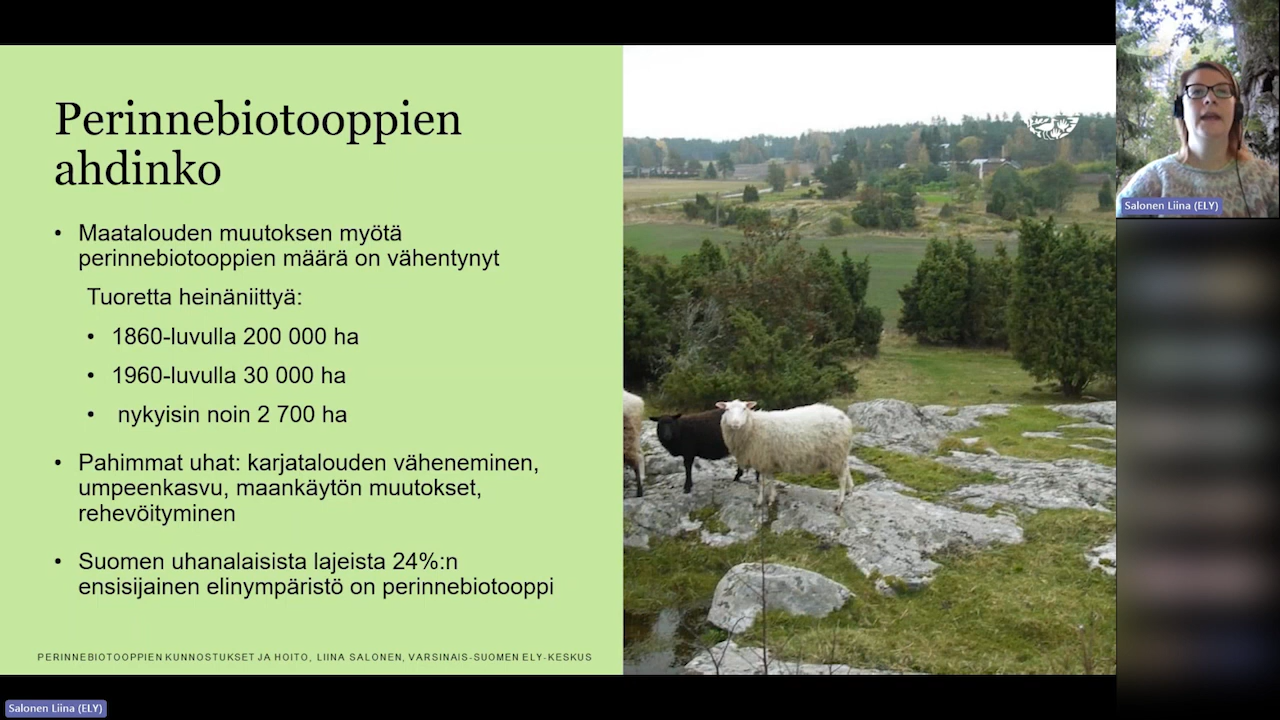 Perinnebiotooppien
ahdinko
• Maatalouden muutoksen myötä
perinnebiotooppien määrä on vähentynyt
Tuoretta heinäniittyä:
• 1860-luvulla 200 000 ha
• 1960-luvulla 30 000 ha
• nykyisin noin 2 700 ha
• Pahimmat uhat: karjatalouden väheneminen,
umpeenkasvu, maankäytön muutokset,
rehevöityminen
• Suomen uhanalaisista lajeista 24%:n
ensisijainen elinympäristö on perinnebiotooppi
PERINNEBIOTOOPPIEN KUNNOSTUKSET JA HOITO, LIINA SALONEN, VARSINAIS-SUOMEN ELY-KESKUS
Salonen Liina (ELY)
Salonen Liina (ELY)